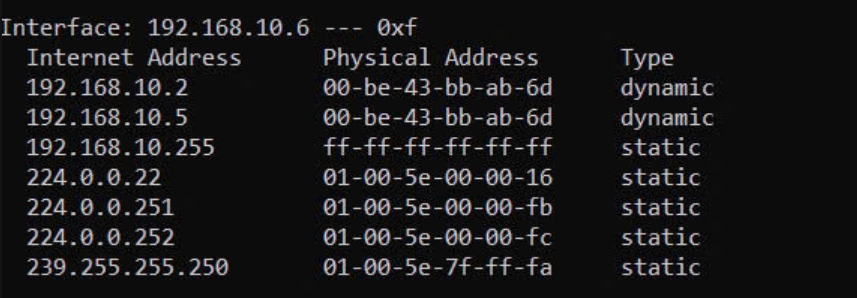 Interface: 192.168.10.6 --- 0xf
Internet Address Physical Address Type
192.168.10.2 00-be-43-bb-ab-6d dynamic
192.168.10.5 00-be-43-bb-ab-6d dynamic
192.168.10.255 ff-ff-ff-ff-ff-ff static
224.0.0.22 01-00-5e-00-00-16 static
224.0.0.251 01-00-5e-00-00-fb static
224.0.0.252 01-00-5e-00-00-fc static
239.255.255.250 01-00-5e-7f-ff-fa static